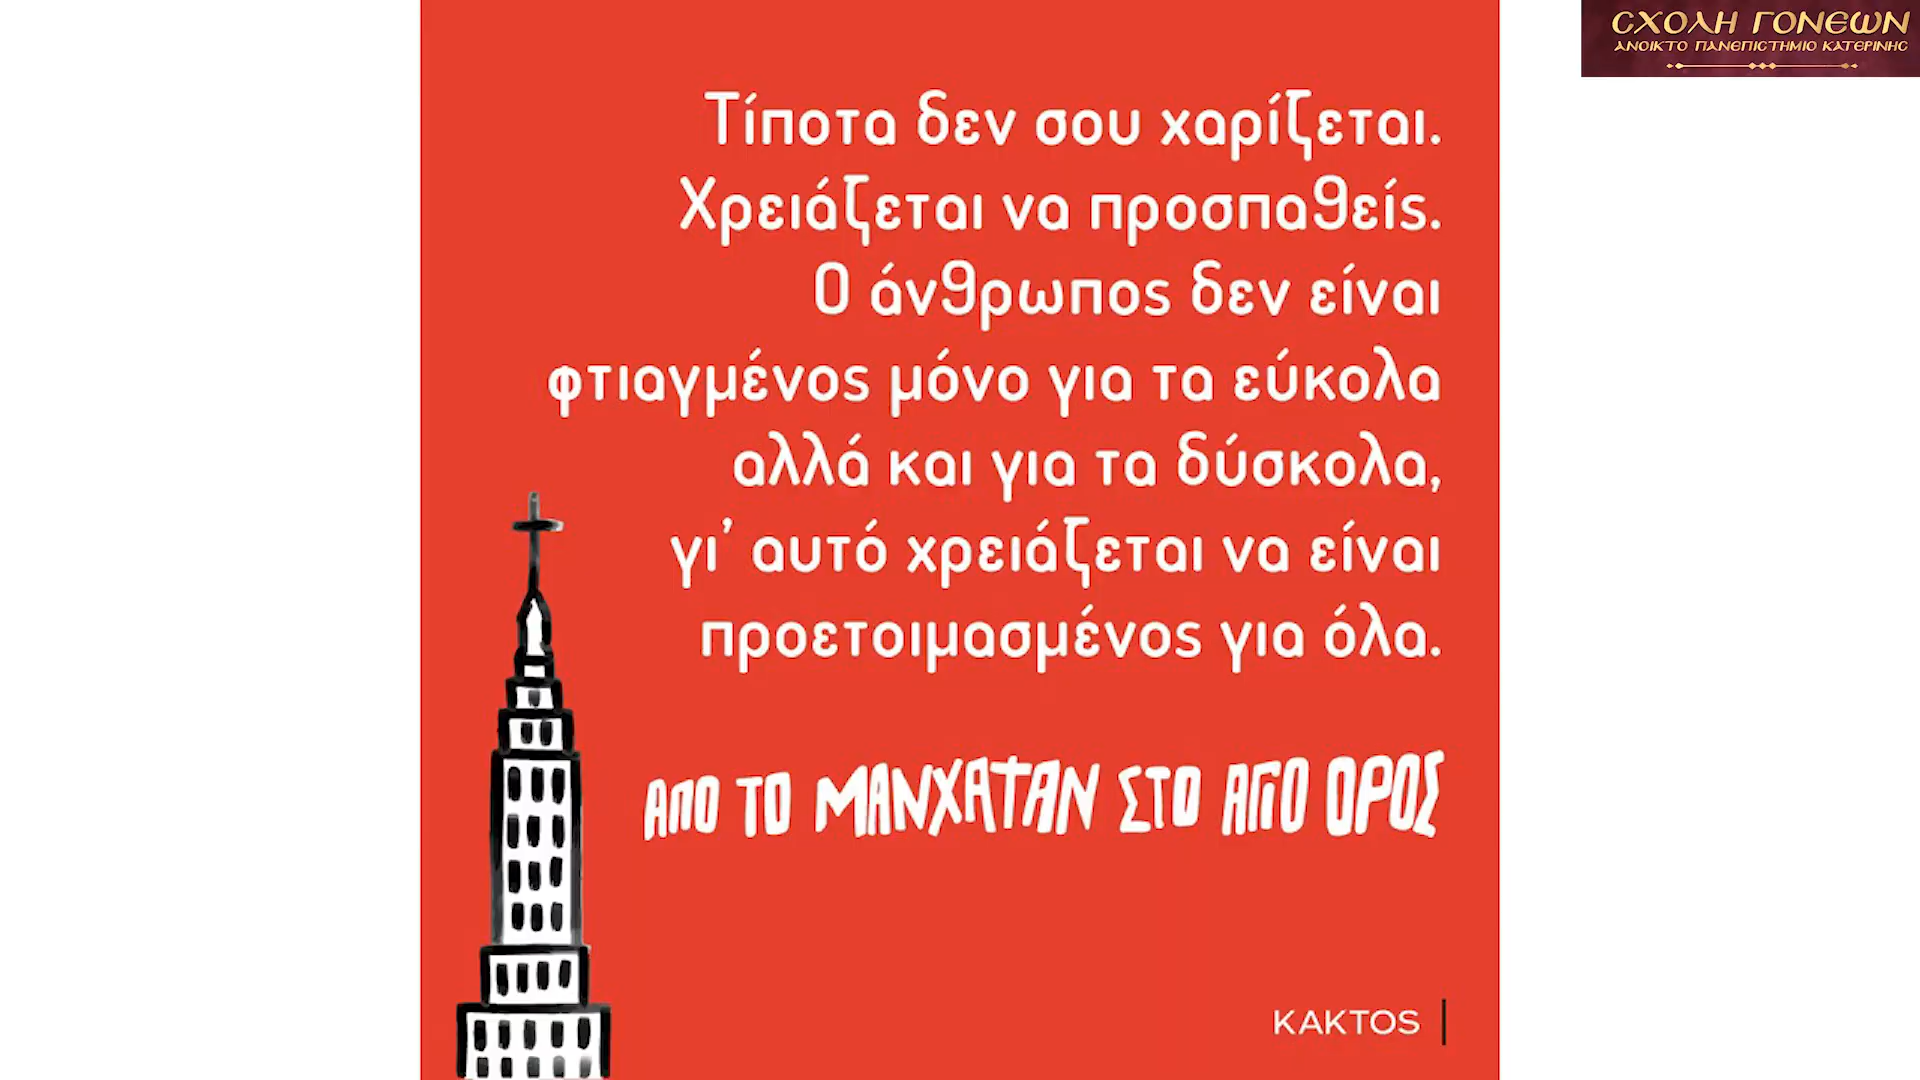 ΣΧΟΛΗ ΓΟΝΕΩΝ
ΑΝΟΙΚΤΟ ΠΑΝΕΠΙΣΤΗΜΙΟ ΚΑΤΕΡΙΝΗΣ
Τίποτα δεν σου χαρίζεται.
Χρειάζεται να προσπαθείς.
Ο άνθρωπος δεν είναι
φτιαγμένος μόνο για τα εύκολα
αλλά και για τα δύσκολα,
γι' αυτό χρειάζεται να είναι
προετοιμασμένος για όλα.
ΑΠΟ ΤΟ ΜΑΝΧΑΤΑΝ ΣΤΟ ΑΓΙΟ ΟΡΟΣ
KAKTOS